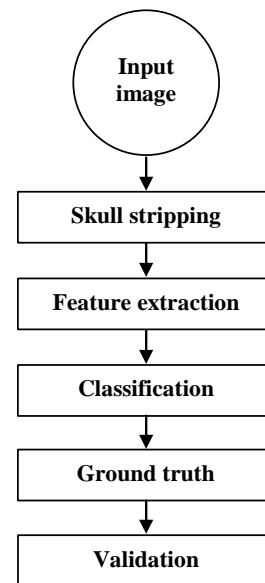 Input
image
Skull stripping
Feature extraction
Classification
Ground truth
Validation